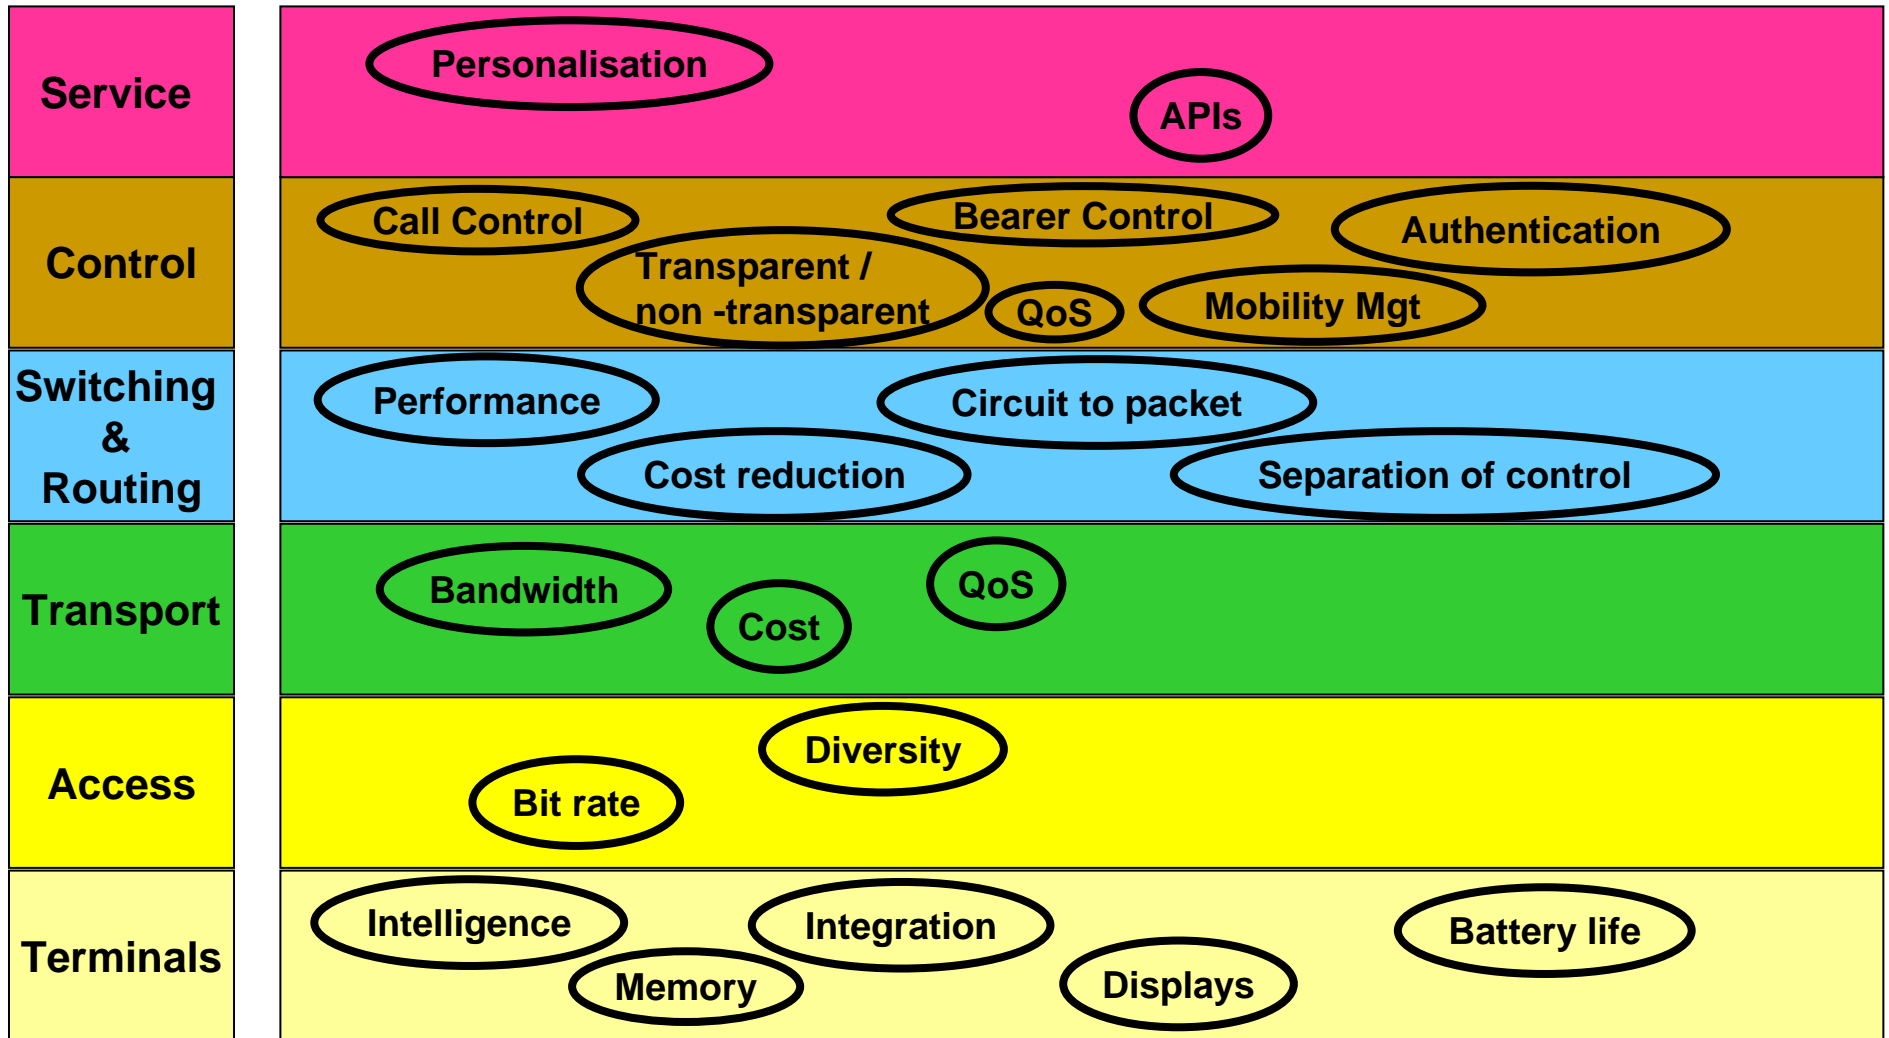 Service
Personalisation
APIs
Control
Call Control
Bearer Control
Authentication
Transparent /
non -transparent
QoS
Mobility Mgt
Switching
&
Routing
Performance
Circuit to packet
Cost reduction
Separation of control
Transport
Bandwidth
Cost
QoS
Access
Diversity
Bit rate
Terminals
Intelligence
Integration
Battery life
Memory
Displays